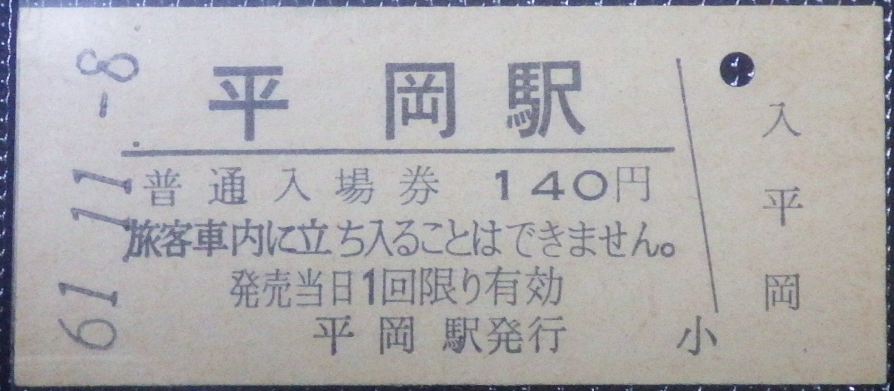 61.11.-8
平岡駅
普通入場券 140円
旅客車内に立ち入ることはできません。
発売当日1回限り有効
平岡駅発行
小
入
平
岡